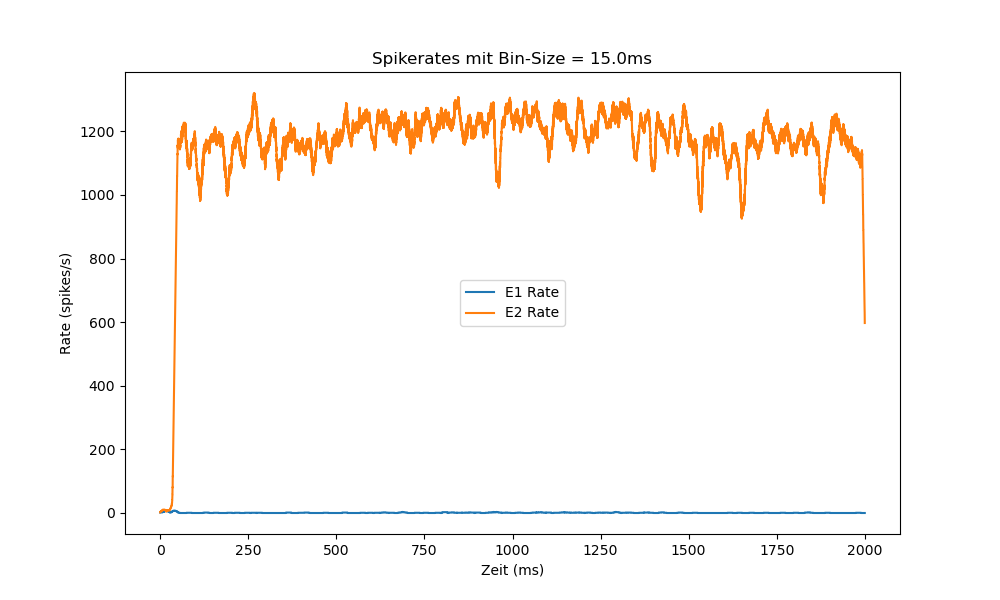 Spikerates mit Bin-Size = 15.0ms
1200
1000
800
600
400
200
0
Rate (spikes/s)
E1 Rate
E2 Rate
0 250 500 750 1000 1250 1500 1750 2000
Zeit (ms)